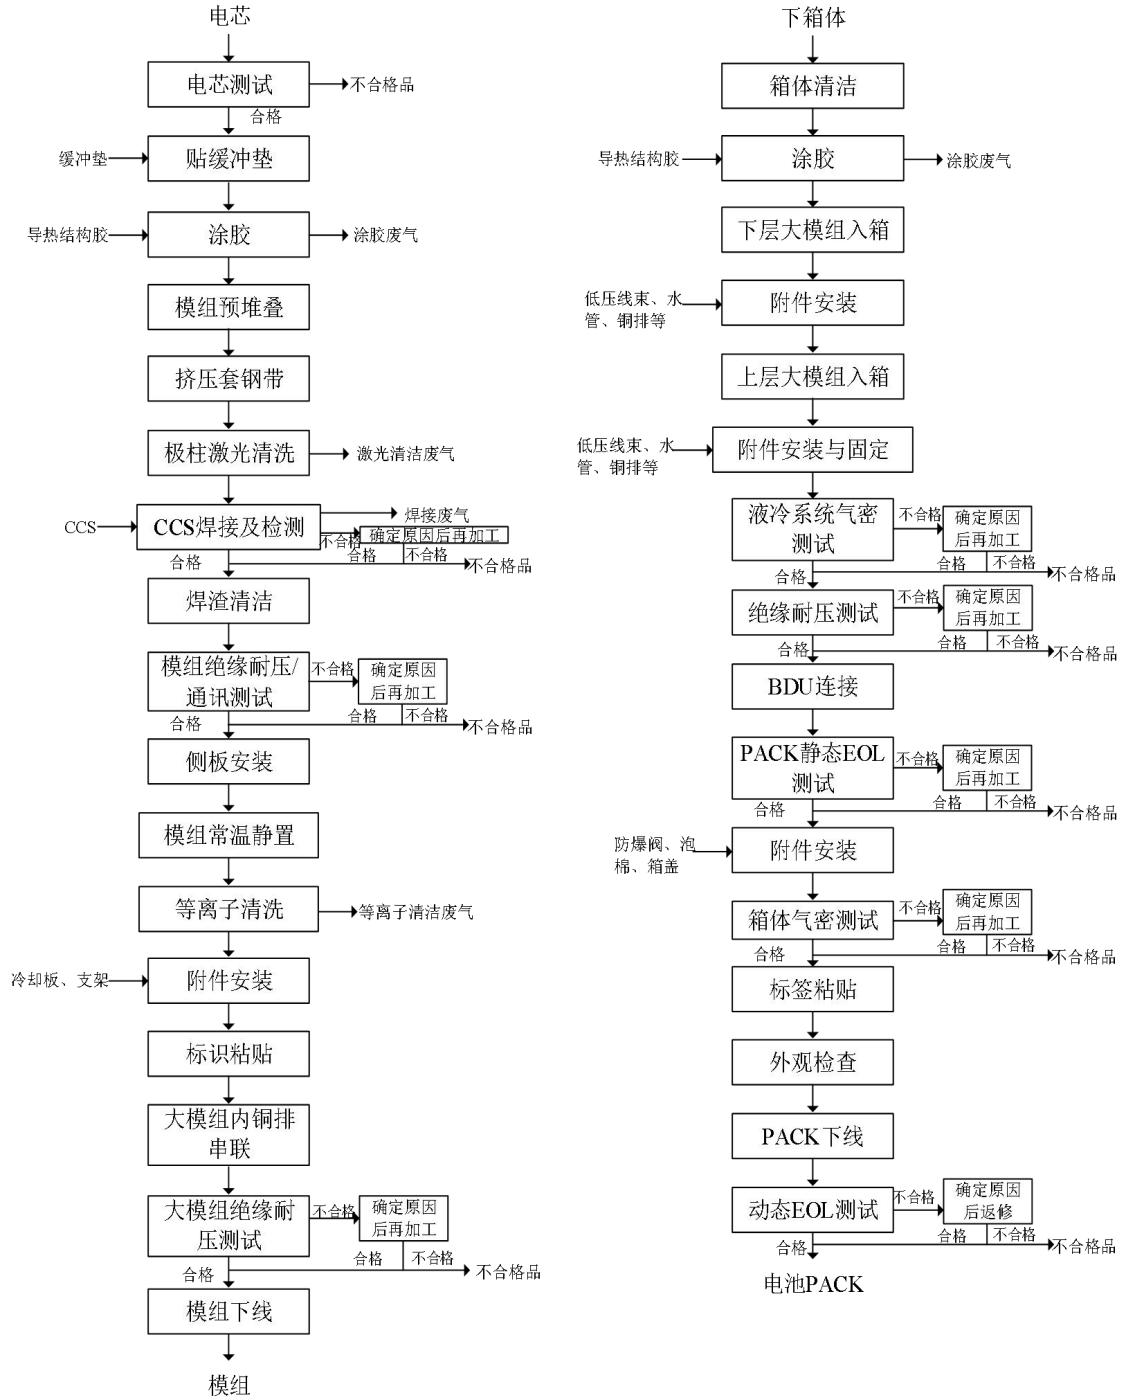 电芯
电芯测试
不合格品
合格
缓冲垫
贴缓冲垫
导热结构胶
涂胶
涂胶废气
模组预堆叠
挤压套钢带
极柱激光清洗
激光清洁废气
CCS
CCS焊接及检测
焊接废气
不合格
确定原因后再加工
合格
合格
不合格
不合格品
焊渣清洁
模组绝缘耐压/
通讯测试
不合格
确定原因
后再加工
合格
合格
不合格
不合格品
侧板安装
模组常温静置
等离子清洗
等离子清洁废气
冷却板、支架
附件安装
标识粘贴
大模组内铜排
串联
大模组绝缘耐
压测试
不合格
确定原因
后再加工
合格
合格
不合格
不合格品
模组下线
模组
下箱体
箱体清洁
导热结构胶
涂胶
涂胶废气
下层大模组入箱
低压线束、水
管、铜排等
附件安装
上层大模组入箱
低压线束、水
管、铜排等
附件安装与固定
液冷系统气密
测试
不合格
确定原因
后再加工
合格
合格
不合格
不合格品
绝缘耐压测试
不合格
确定原因
后再加工
合格
合格
不合格
不合格品
BDU连接
PACK静态EOL
测试
不合格
确定原因
后再加工
合格
合格
不合格
不合格品
防爆阀、泡
棉、箱盖
附件安装
箱体气密测试
不合格
确定原因
后再加工
合格
合格
不合格
不合格品
标签粘贴
外观检查
PACK下线
动态EOL测试
不合格
确定原因
后返修
合格
合格
不合格
不合格品
电池PACK